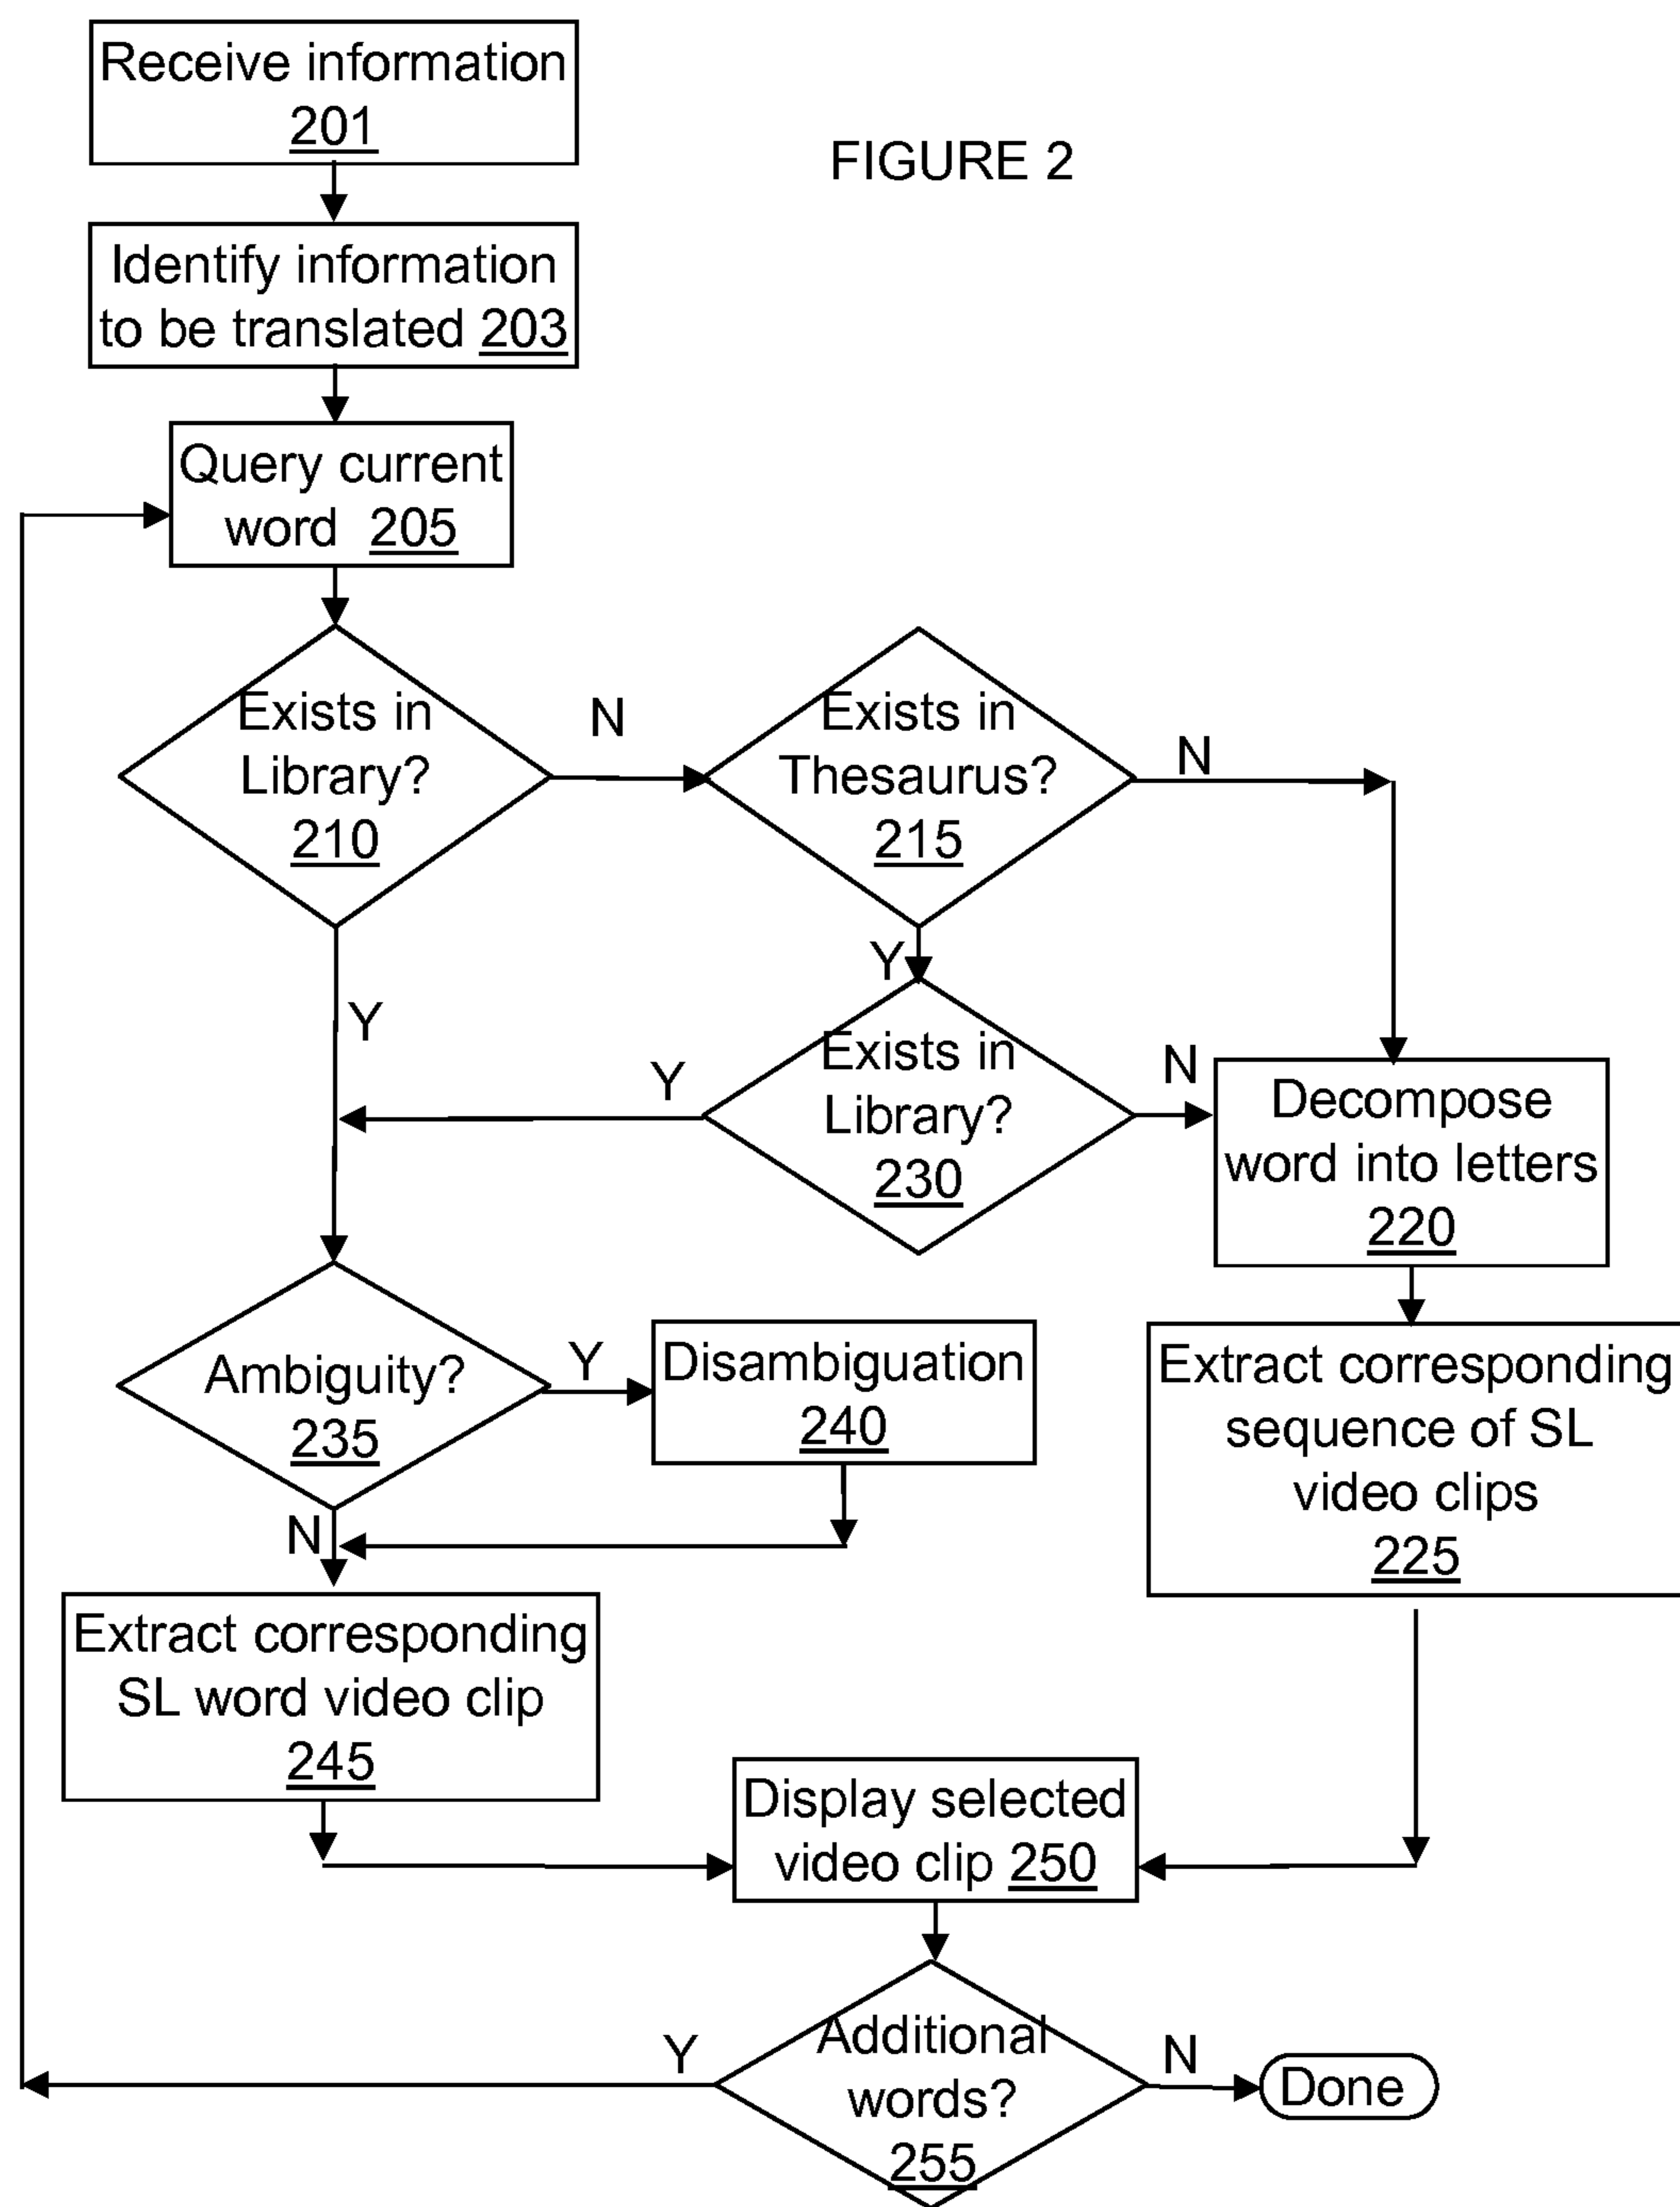 Receive information
201
FIGURE 2
Identify information
to be translated 203
Query current
word 205
Exists in
Library?
210
N
Exists in
Thesaurus?
215
N
Y
Y
Exists in
Library?
230
Y
N
Decompose
word into letters
220
Ambiguity?
235
Y
Disambiguation
240
Extract corresponding
sequence of SL
video clips
225
N
Extract corresponding
SL word video clip
245
Display selected
video clip 250
Additional
words?
255
Y
N
Done